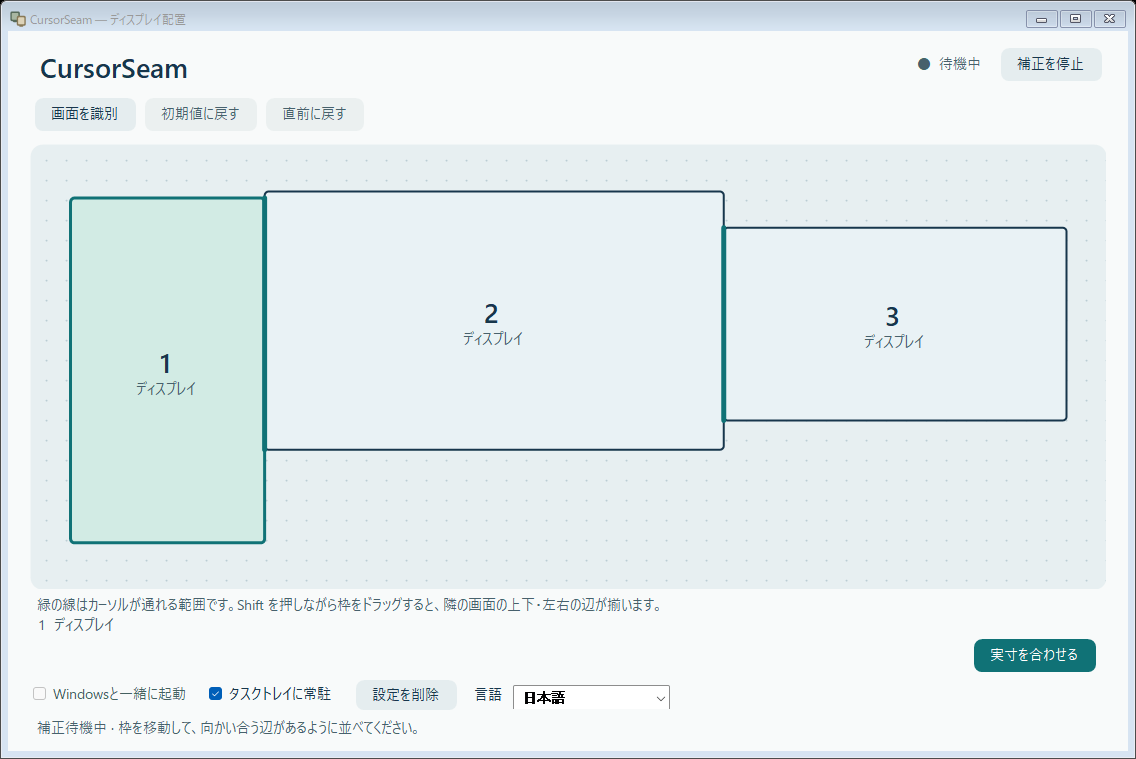 CursorSeam — ディスプレイ配置
CursorSeam
待機中
補正を停止
画面を識別
初期値に戻す
直前に戻す
1
ディスプレイ
2
ディスプレイ
3
ディスプレイ
緑の線はカーソルが通れる範囲です。Shift を押しながら枠をドラッグすると、隣の画面の上下・左右の辺が揃います。
1 ディスプレイ
実寸を合わせる
Windowsと一緒に起動
タスクトレイに常駐
設定を削除
言語
日本語
補正待機中・枠を移動して、向かい合う辺があるように並べてください。